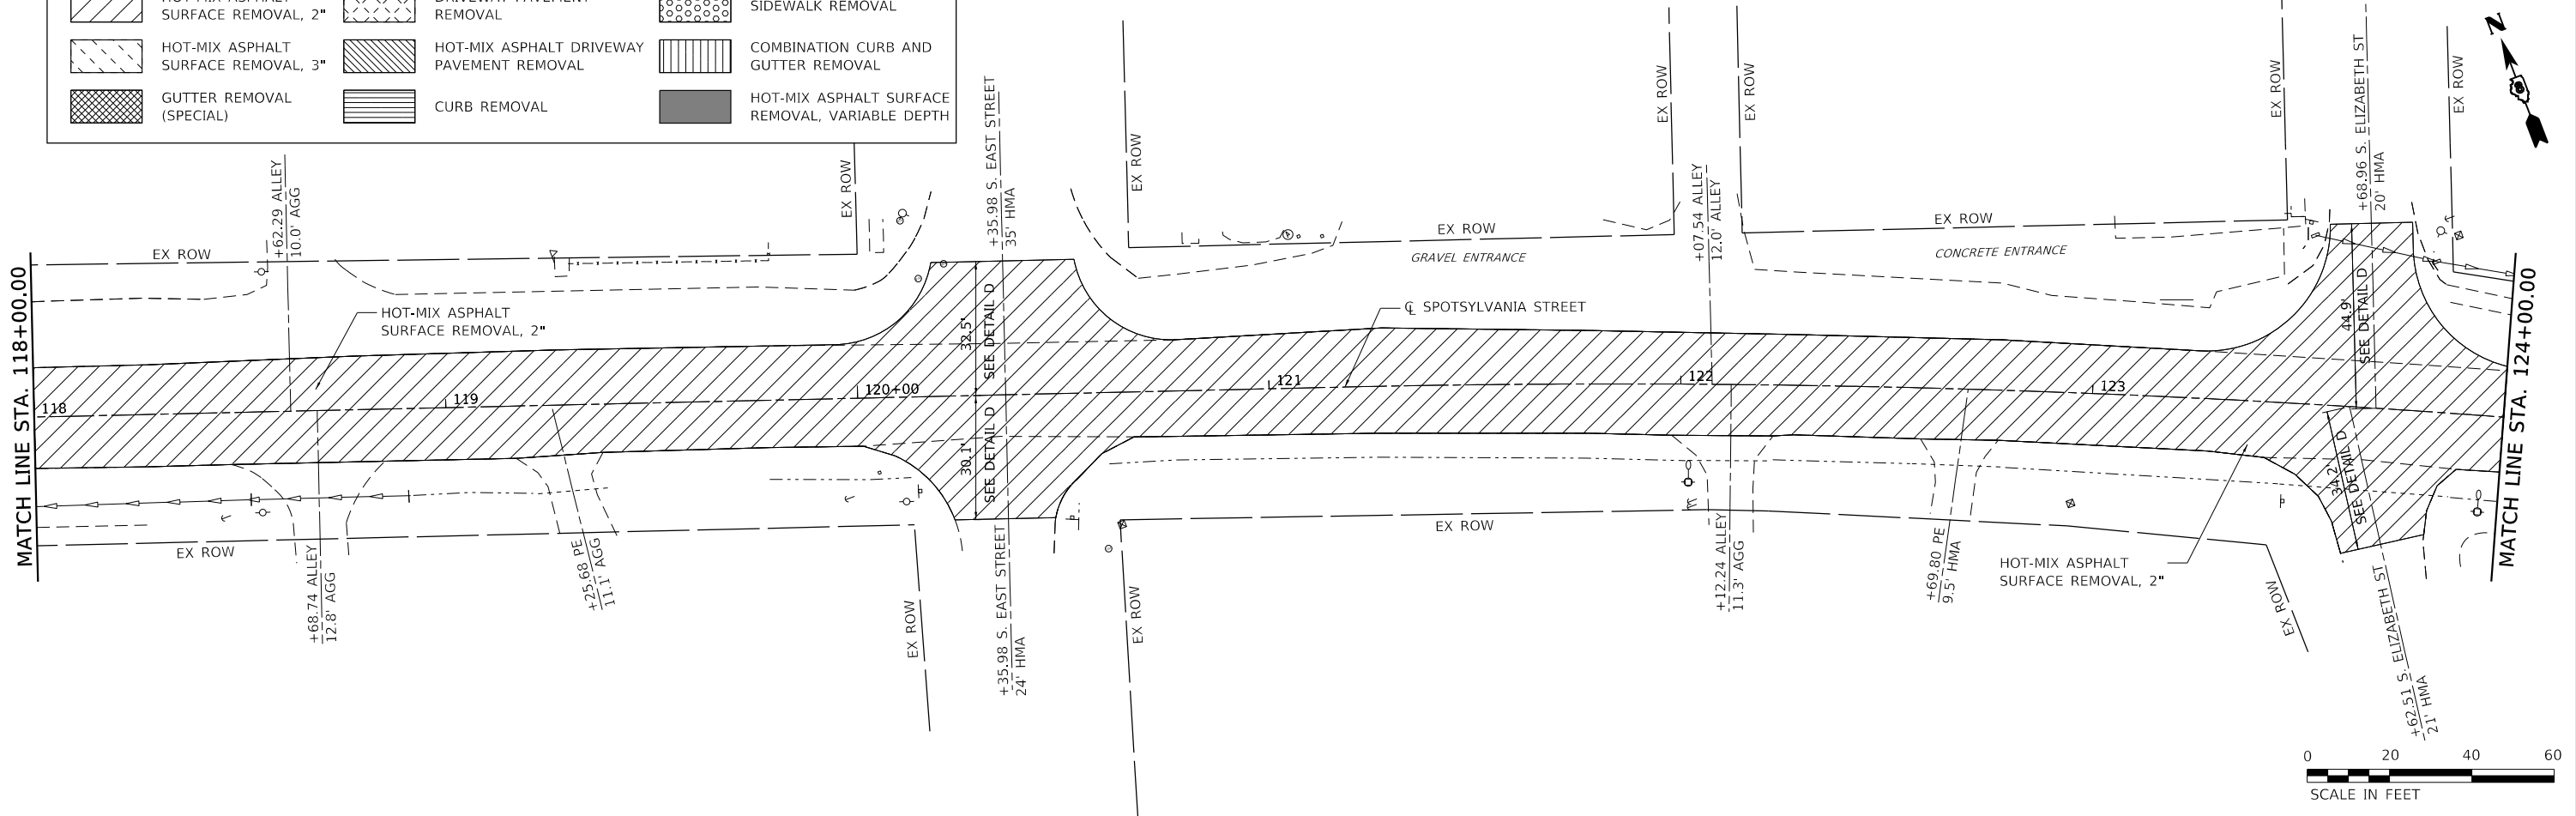 HOT-MIX ASPHALT
SURFACE REMOVAL, 2"
DRIVEWAY PAVEMENT
REMOVAL
SIDEWALK REMOVAL
HOT-MIX ASPHALT
SURFACE REMOVAL, 3"
HOT-MIX ASPHALT DRIVEWAY
PAVEMENT REMOVAL
COMBINATION CURB AND
GUTTER REMOVAL
GUTTER REMOVAL
(SPECIAL)
CURB REMOVAL
HOT-MIX ASPHALT SURFACE
REMOVAL, VARIABLE DEPTH
N
MATCH LINE STA. 118+00.00
EX ROW
+62.29 ALLEY
10.0' AGG
EX ROW
+35.98 S. EAST STREET
35' HMA
EX ROW
EX ROW
GRAVEL ENTRANCE
EX ROW
+07.54 ALLEY
12.0' ALLEY
EX ROW
EX ROW
CONCRETE ENTRANCE
EX ROW
+68.96 S. ELIZABETH ST
20' HMA
EX ROW
MATCH LINE STA. 124+00.00
HOT-MIX ASPHALT
SURFACE REMOVAL, 2"
℄ SPOTSYLVANIA STREET
32.5'
SEE DETAIL D
44.9'
SEE DETAIL D
118
119
120+00
121
122
123
30.1'
SEE DETAIL D
34.2'
SEE DETAIL D
EX ROW
+68.74 ALLEY
12.8' AGG
+25.68 PE
11.1' AGG
EX ROW
+35.98 S. EAST STREET
24' HMA
EX ROW
EX ROW
+12.24 ALLEY
11.3' AGG
+69.80 PE
9.5' HMA
HOT-MIX ASPHALT
SURFACE REMOVAL, 2"
EX ROW
+62.51 S. ELIZABETH ST
21' HMA
0 20 40 60
SCALE IN FEET